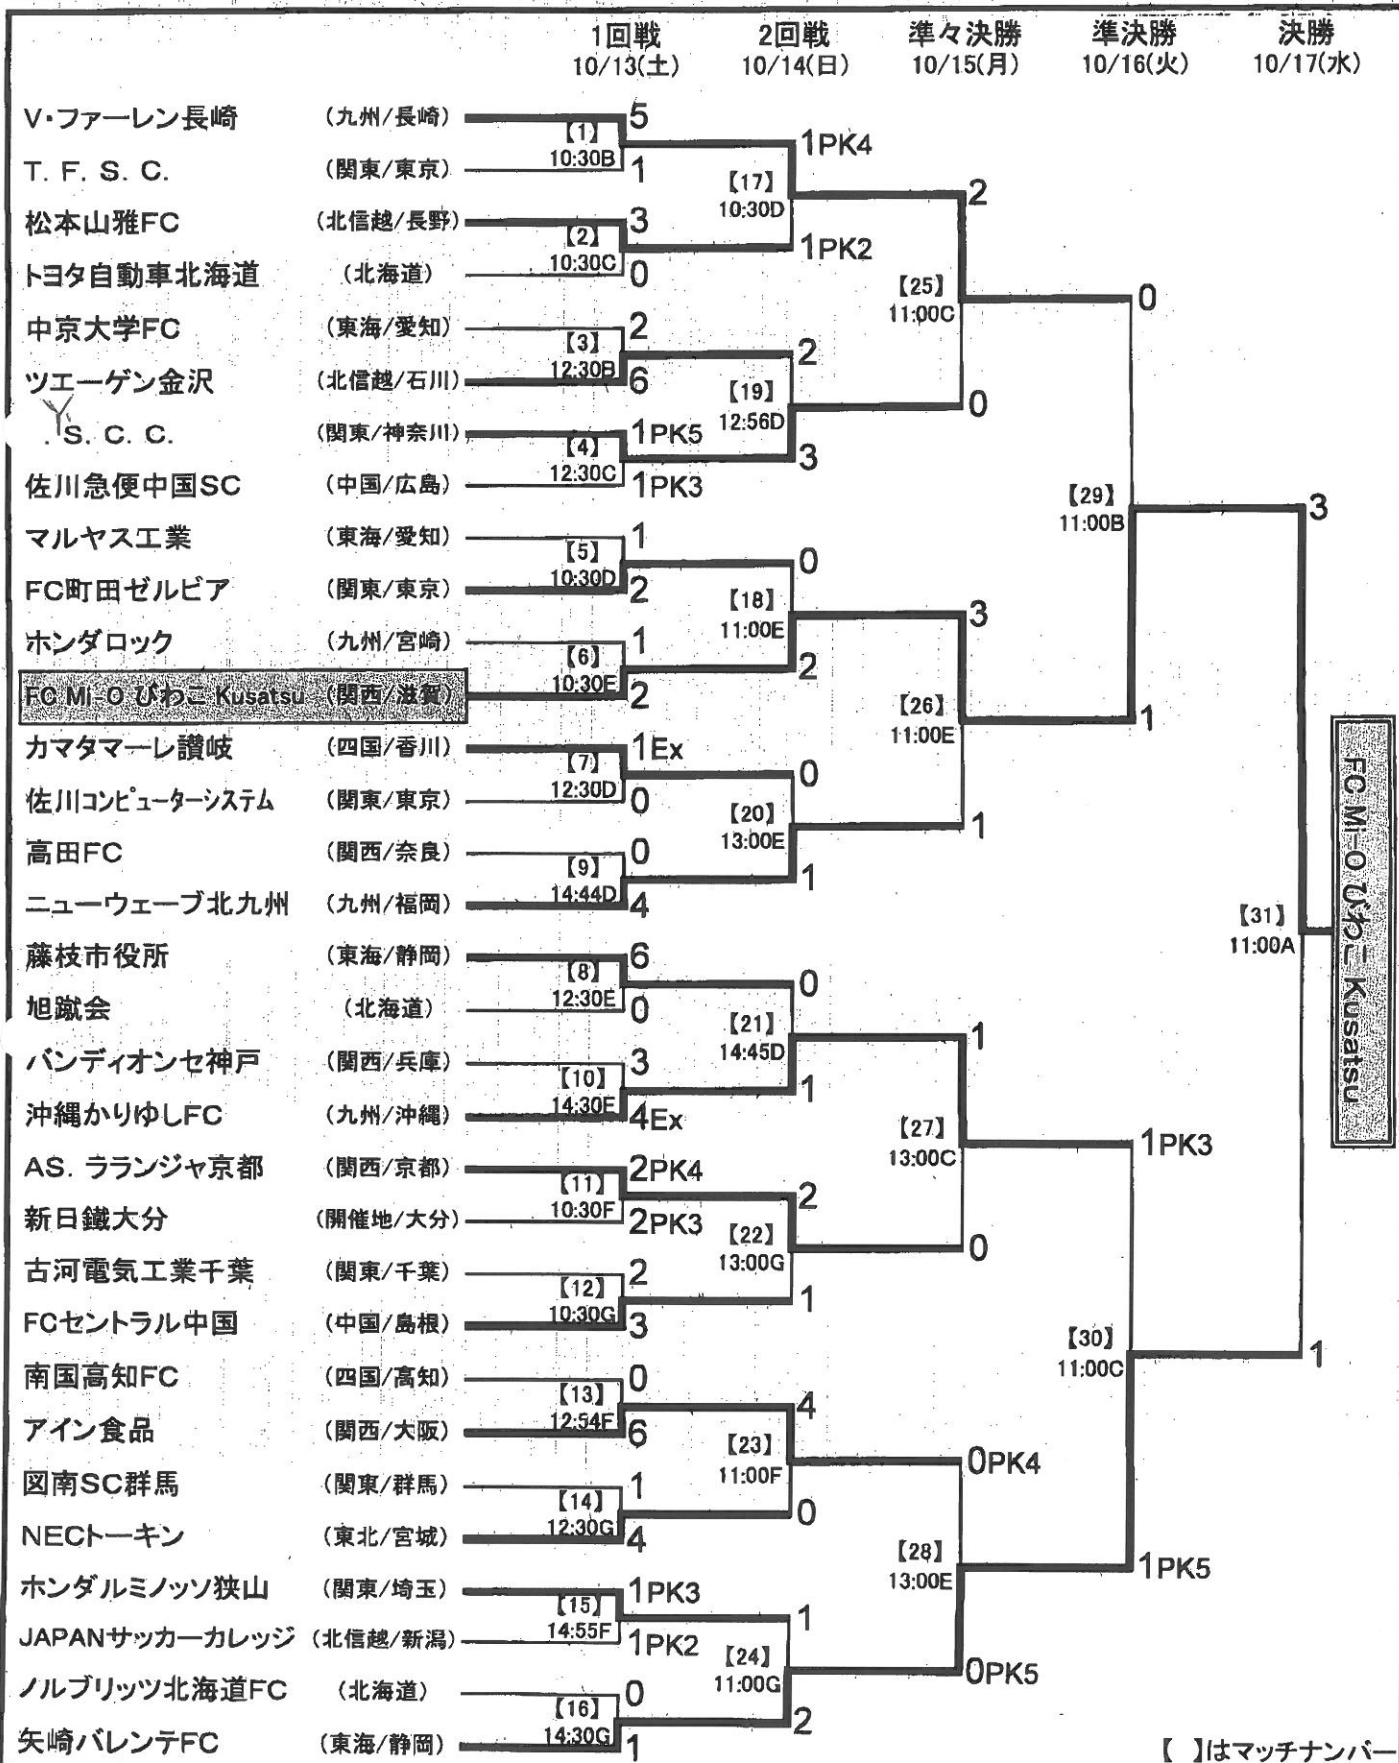 1回戦 2回戦 準々決勝 準決勝 決勝
10/13(土) 10/14(日) 10/15(月) 10/16(火) 10/17(水)
V・ファーレン長崎 (九州/長崎) 5
【1】 10:30B
1PK4
T. F. S. C. (関東/東京) 1
【17】 10:30D
2
松本山雅FC (北信越/長野) 3
【2】 10:30C
1PK2
トヨタ自動車北海道 (北海道) 0
【25】 11:00C
0
中京大学FC (東海/愛知) 2
【3】 12:30B
2
ツエーゲン金沢 (北信越/石川) 6
【19】 12:56D
0
Y. S. C. C. (関東/神奈川) 1PK5
【4】 12:30C
3
佐川急便中国SC (中国/広島) 1PK3
【29】 11:00B
3
マルヤス工業 (東海/愛知) 1
【5】 10:30D
0
FC町田ゼルビア (関東/東京) 2
【18】 11:00E
3
ホンダロック (九州/宮崎) 1
【6】 10:30E
2
FC Mi-O びわこ Kusatsu (関西/滋賀) 2
【26】 11:00E
1
カマタマーレ讃岐 (四国/香川) 1Ex
【7】 12:30D
0
佐川コンピューターシステム (関東/東京) 0
【20】 13:00E
1
高田FC (関西/奈良) 0
【9】 14:44D
1
ニューウェーブ北九州 (九州/福岡) 4
【31】 11:00A
FC Mi-O びわこ Kusatsu
藤枝市役所 (東海/静岡) 6
【8】 12:30E
0
旭蹴会 (北海道) 0
【21】 14:45D
1
バンディオンセ神戸 (関西/兵庫) 3
【10】 14:30E
1
沖縄かりゆしFC (九州/沖縄) 4Ex
【27】 13:00C
1PK3
AS. ラランジャ京都 (関西/京都) 2PK4
【11】 10:30F
2
新日鐵大分 (開催地/大分) 2PK3
【22】 13:00G
0
古河電気工業千葉 (関東/千葉) 2
【12】 10:30G
1
FCセントラル中国 (中国/島根) 3
【30】 11:00C
1
南国高知FC (四国/高知) 0
【13】 12:54F
4
アイン食品 (関西/大阪) 6
【23】 11:00F
0PK4
図南SC群馬 (関東/群馬) 1
【14】 12:30G
0
NECトーキン (東北/宮城) 4
【28】 13:00E
1PK5
ホンダルミノッソ狭山 (関東/埼玉) 1PK3
【15】 14:55F
1
JAPANサッカーカレッジ (北信越/新潟) 1PK2
【24】 11:00G
0PK5
ノルブリッツ北海道FC (北海道) 0
【16】 14:30G
2
矢崎バレンテFC (東海/静岡) 1
【 】はマッチナンバー